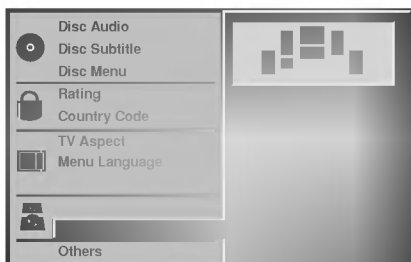 Disc Audio
Disc Subtitle
Disc Menu
Rating
Country Code
TV Aspect
Menu Language
Others